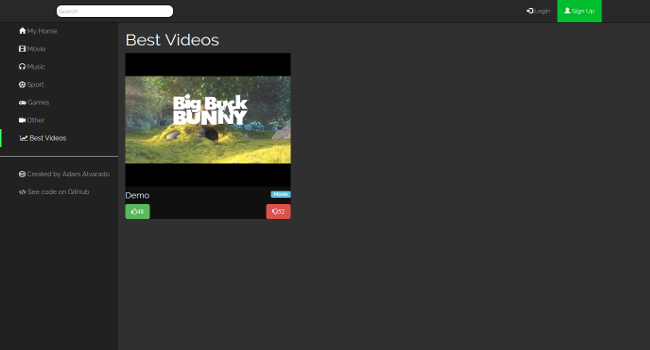 Search
Login
Sign Up
My Home
Movie
Music
Sport
Games
Other
Best Videos
Created by Adam Alvarado
See code on GitHub
Best Videos
Big Buck
BUNNY
Demo
Movie
48
52